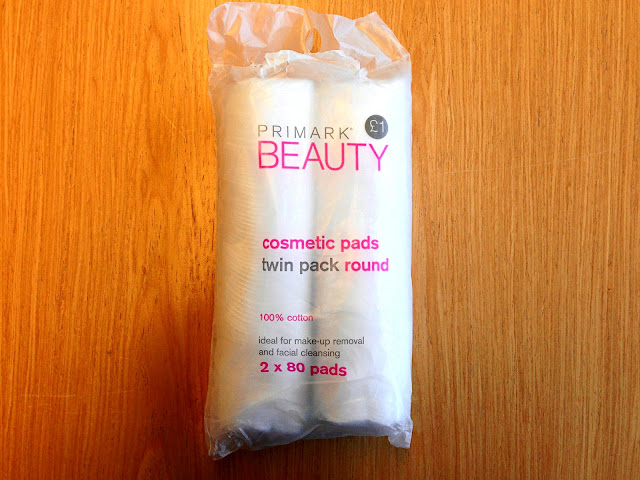 PRIMARK® £1
BEAUTY
cosmetic pads
twin pack round
100% cotton
ideal for make-up removal
and facial cleansing
2 x 80 pads